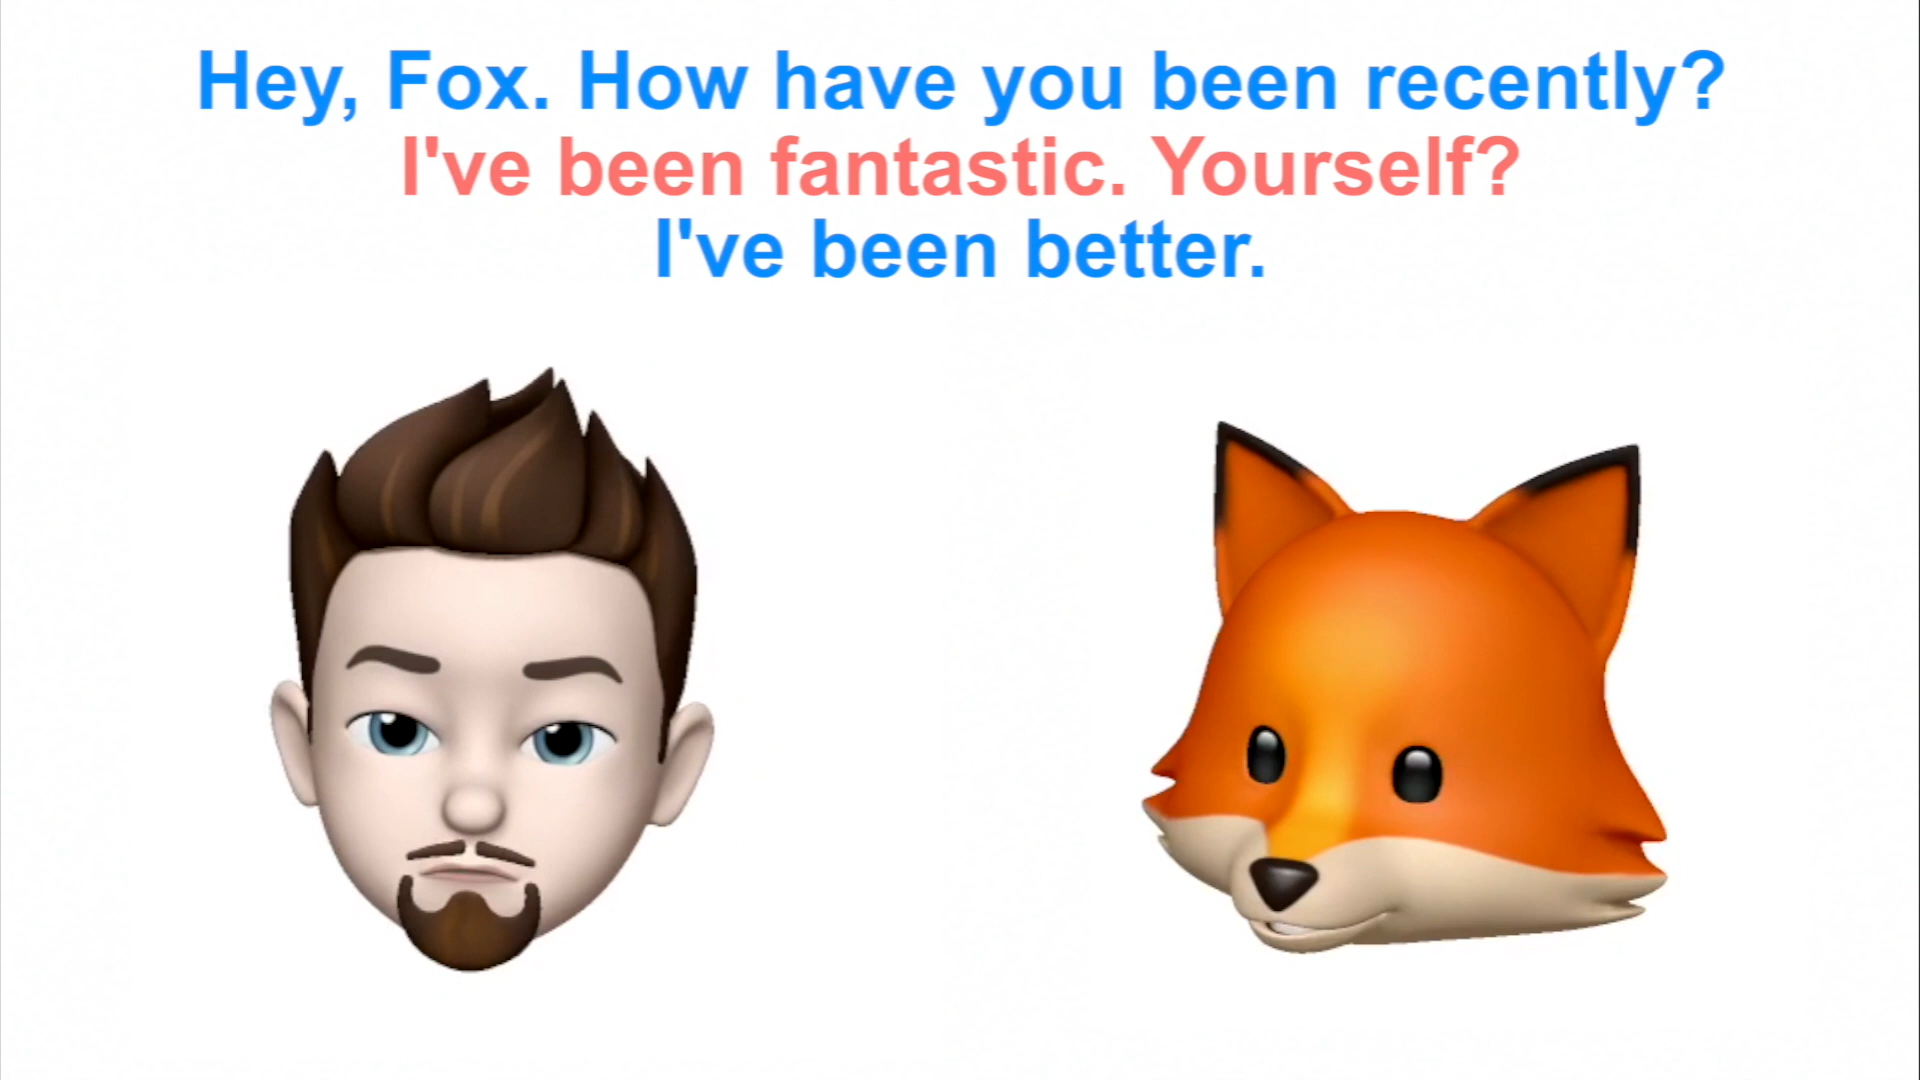 Hey, Fox. How have you been recently?
I've been fantastic. Yourself?
I've been better.